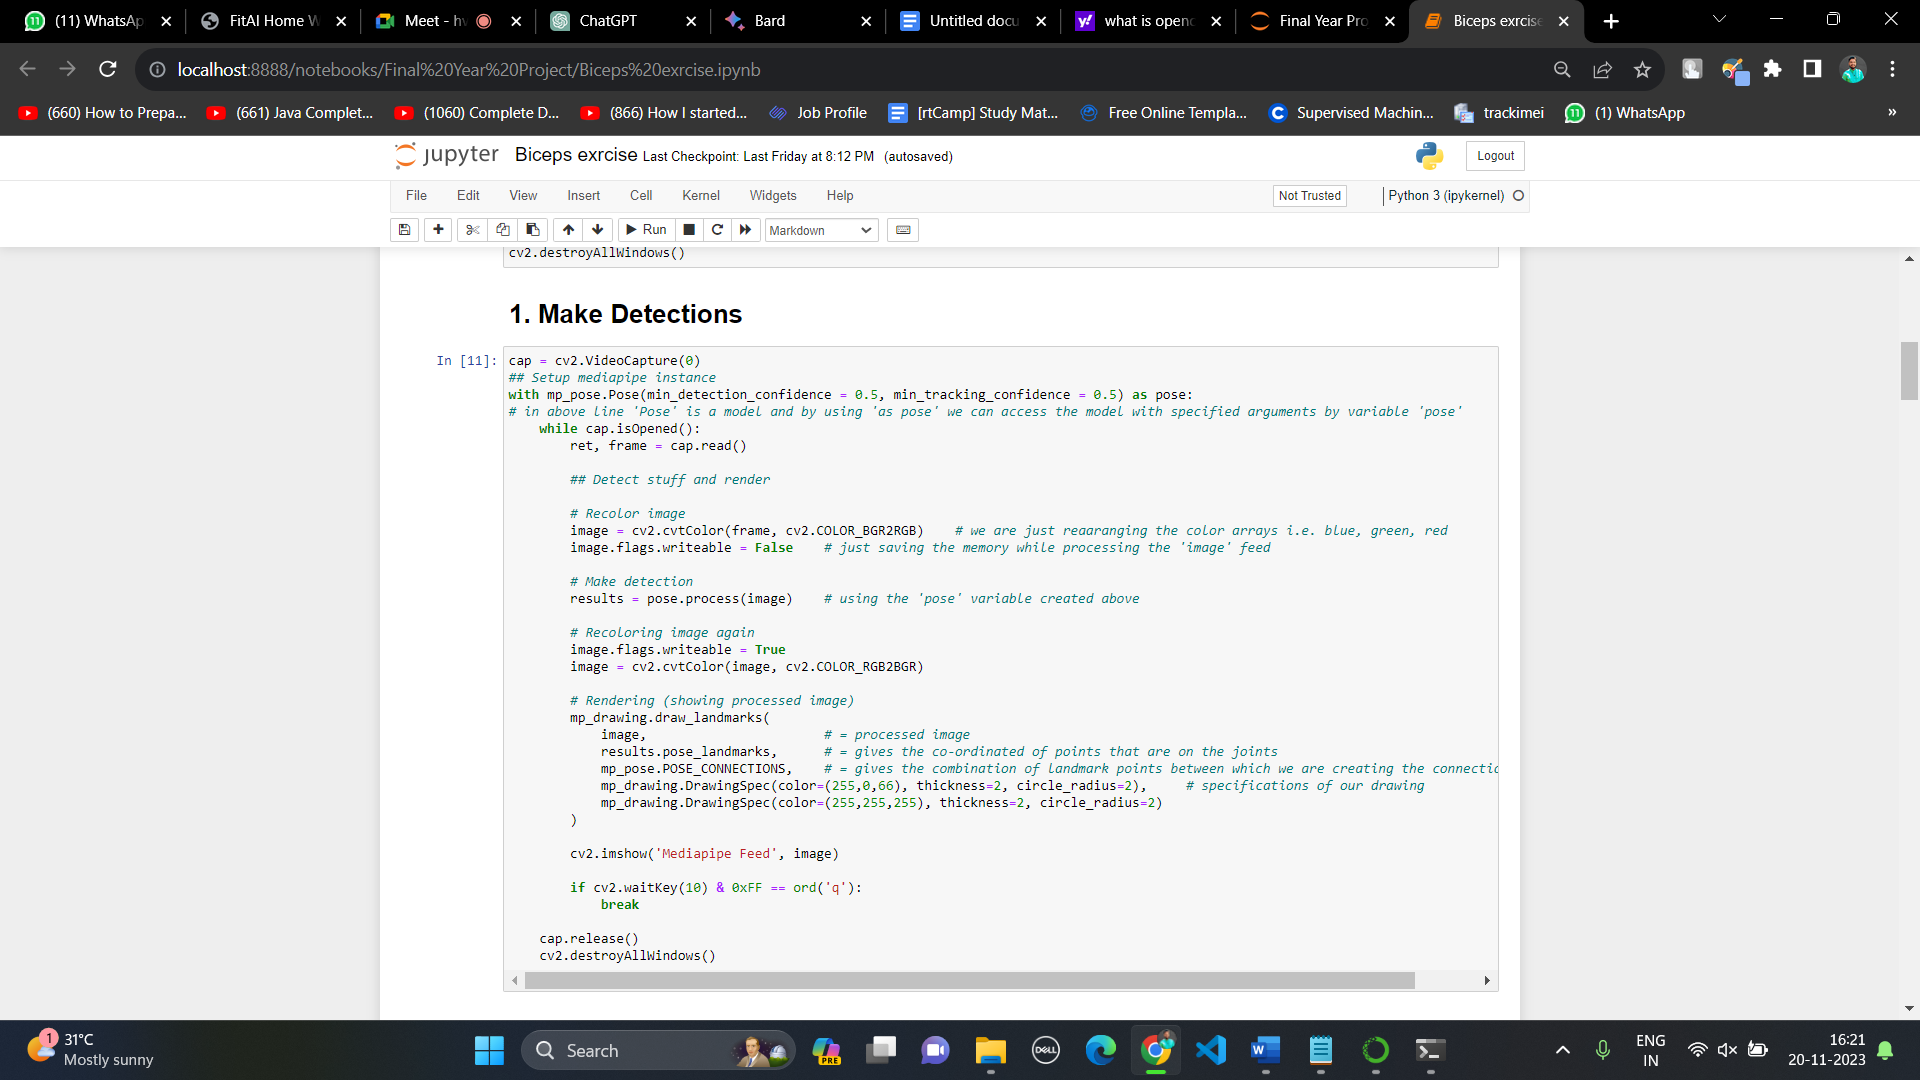 (11) WhatsAp
FitAI Home W
Meet - hv
ChatGPT
Bard
Untitled docu
what is openc
Final Year Pro
Biceps exrcise
localhost:8888/notebooks/Final%20Year%20Project/Biceps%20exrcise.ipynb
(660) How to Prepa...
(661) Java Complet...
(1060) Complete D...
(866) How I started...
Job Profile
[rtCamp] Study Mat...
Free Online Templa...
Supervised Machin...
trackimei
(1) WhatsApp
»
jupyter Biceps exrcise Last Checkpoint: Last Friday at 8:12 PM (autosaved)
Logout
File Edit View Insert Cell Kernel Widgets Help
Not Trusted
Python 3 (ipykernel)
Run
Markdown
cv2.destroyAllWindows()
1. Make Detections
In [11]:
cap = cv2.VideoCapture(0)
## Setup mediapipe instance
with mp_pose.Pose(min_detection_confidence = 0.5, min_tracking_confidence = 0.5) as pose:
# in above line 'Pose' is a model and by using 'as pose' we can access the model with specified arguments by variable 'pose'
    while cap.isOpened():
        ret, frame = cap.read()
        ## Detect stuff and render
        # Recolor image
        image = cv2.cvtColor(frame, cv2.COLOR_BGR2RGB)    # we are just reaaranging the color arrays i.e. blue, green, red
        image.flags.writeable = False    # just saving the memory while processing the 'image' feed
        # Make detection
        results = pose.process(image)    # using the 'pose' variable created above
        # Recoloring image again
        image.flags.writeable = True
        image = cv2.cvtColor(image, cv2.COLOR_RGB2BGR)
        # Rendering (showing processed image)
        mp_drawing.draw_landmarks(
            image,                       # = processed image
            results.pose_landmarks,      # = gives the co-ordinated of points that are on the joints
            mp_pose.POSE_CONNECTIONS,    # = gives the combination of landmark points between which we are creating the connectio
            mp_drawing.DrawingSpec(color=(255,0,66), thickness=2, circle_radius=2),     # specifications of our drawing
            mp_drawing.DrawingSpec(color=(255,255,255), thickness=2, circle_radius=2)
        )
        cv2.imshow('Mediapipe Feed', image)
        if cv2.waitKey(10) & 0xFF == ord('q'):
            break
    cap.release()
    cv2.destroyAllWindows()
1
31°C
Mostly sunny
Search
PRE
DELL
ENG
IN
16:21
20-11-2023